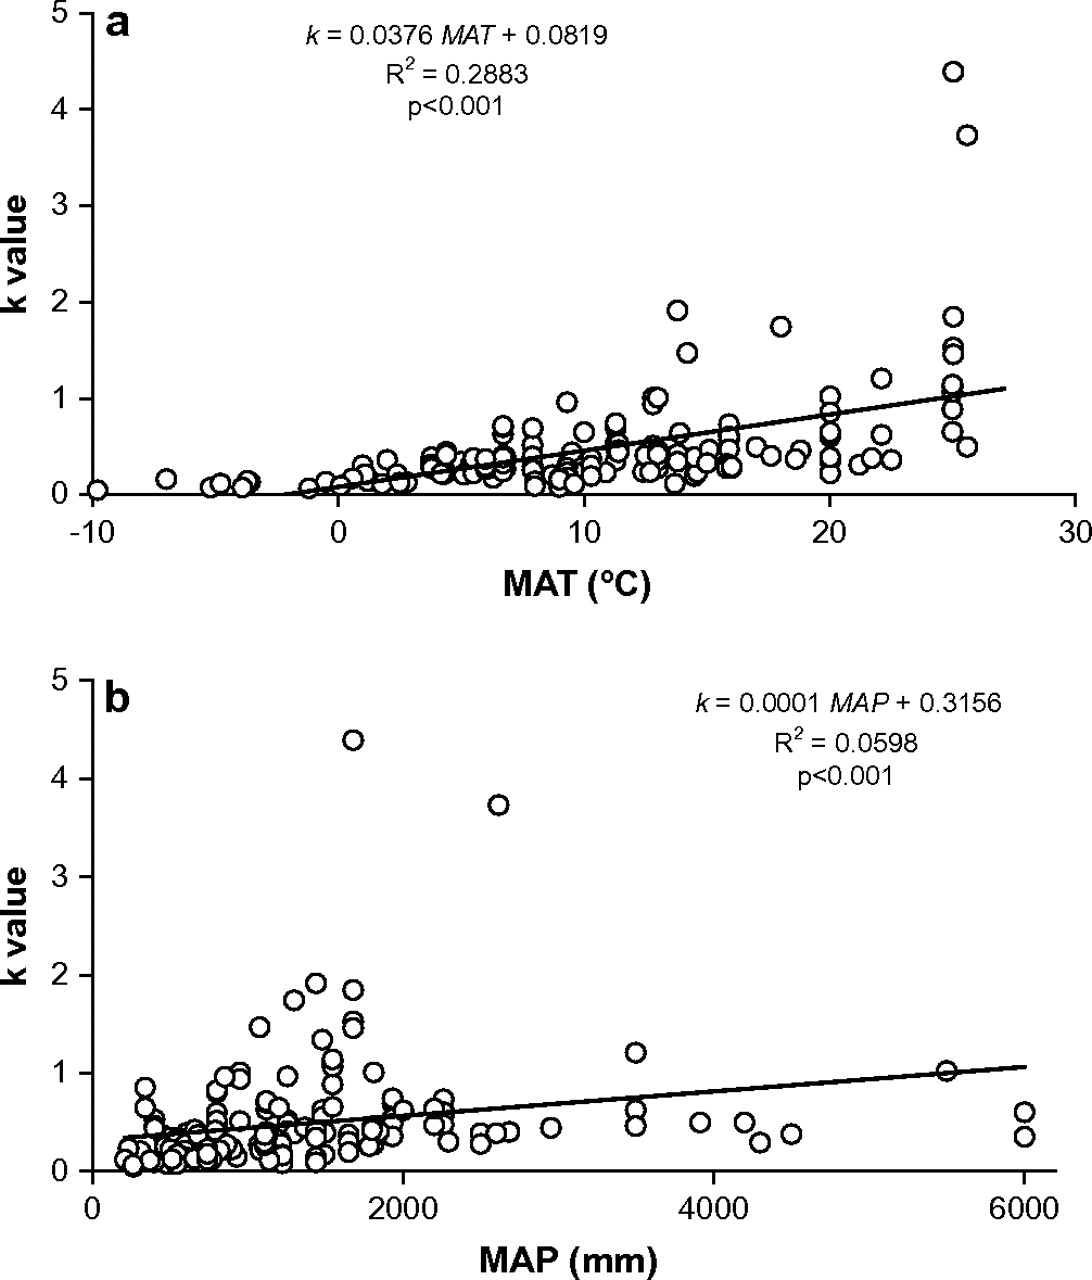 a
k = 0.0376 MAT + 0.0819
R² = 0.2883
p<0.001
5
4
3
2
1
0
k value
-10 0 10 20 30
MAT (ºC)
b
k = 0.0001 MAP + 0.3156
R² = 0.0598
p<0.001
5
4
3
2
1
0
k value
0 2000 4000 6000
MAP (mm)